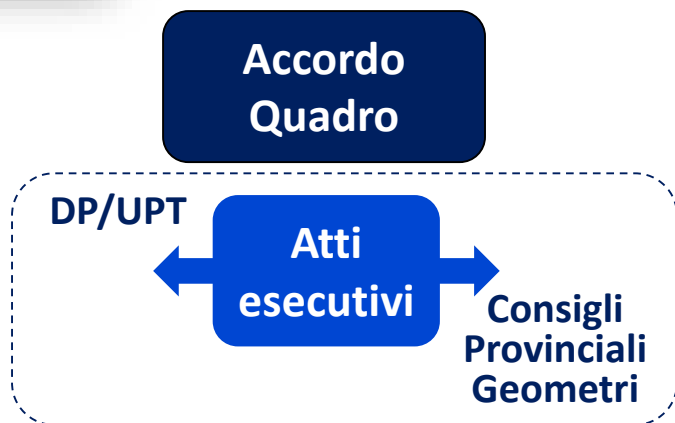 Accordo
Quadro
DP/UPT
Atti
esecutivi
Consigli
Provinciali
Geometri